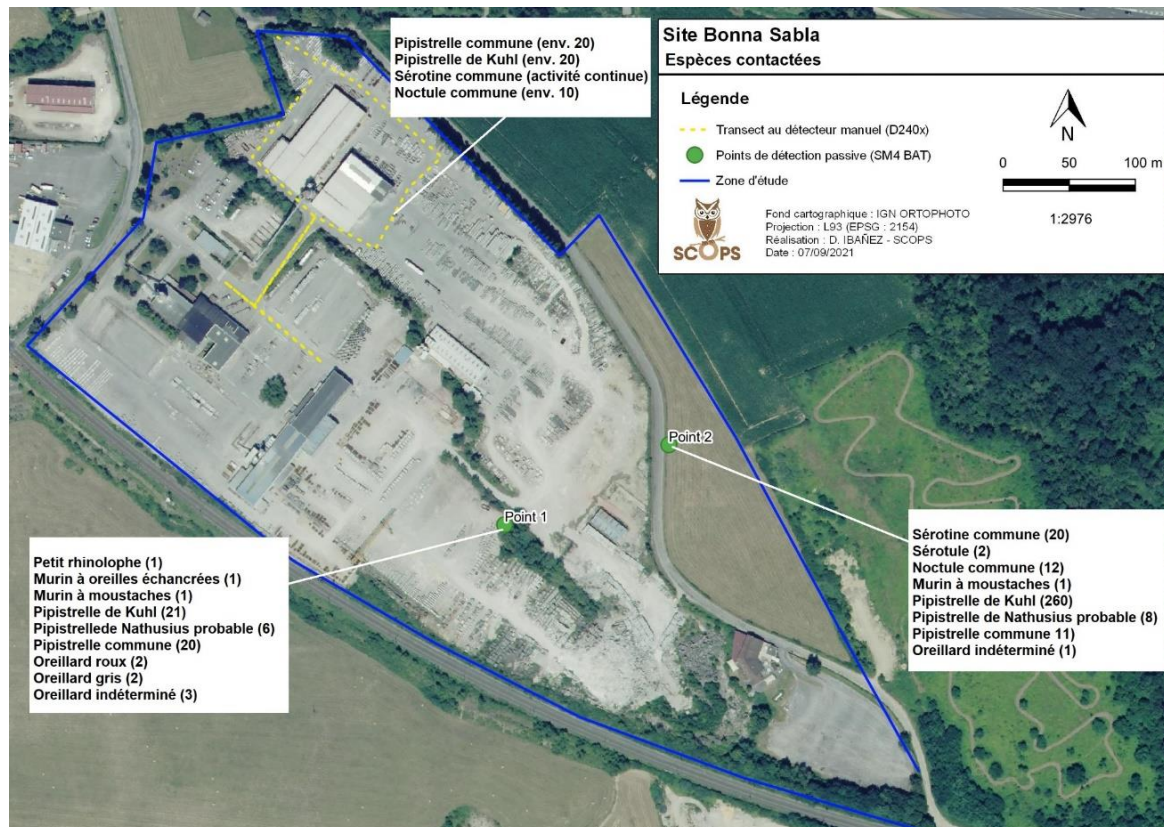 Pipistrelle commune (env. 20)
Pipistrelle de Kuhl (env. 20)
Sérotine commune (activité continue)
Noctule commune (env. 10)
Site Bonna Sabla
Espèces contactées
Légende
Transect au détecteur manuel (D240x)
Points de détection passive (SM4 BAT)
Zone d'étude
N
0 50 100 m
1:2976
SCOPS
Fond cartographique : IGN ORTOPHOTO
Projection : L93 (EPSG : 2154)
Réalisation : D. IBAÑEZ - SCOPS
Date : 07/09/2021
Point 2
Point 1
Petit rhinolophe (1)
Murin à oreilles échancrées (1)
Murin à moustaches (1)
Pipistrelle de Kuhl (21)
Pipistrellede Nathusius probable (6)
Pipistrelle commune (20)
Oreillard roux (2)
Oreillard gris (2)
Oreillard indéterminé (3)
Sérotine commune (20)
Sérotule (2)
Noctule commune (12)
Murin à moustaches (1)
Pipistrelle de Kuhl (260)
Pipistrelle de Nathusius probable (8)
Pipistrelle commune 11)
Oreillard indéterminé (1)